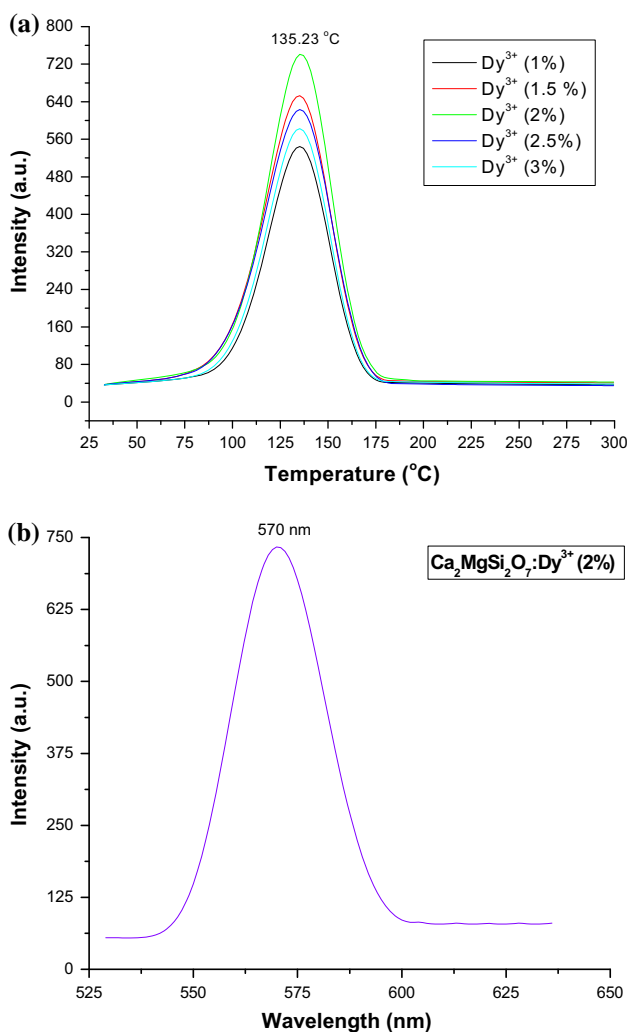 (a)
800
720
640
560
480
400
320
240
160
80
0
Intensity (a.u.)
135.23 °C
Dy³⁺ (1%)
Dy³⁺ (1.5 %)
Dy³⁺ (2%)
Dy³⁺ (2.5%)
Dy³⁺ (3%)
25 50 75 100 125 150 175 200 225 250 275 300
Temperature (°C)
(b)
750
625
500
375
250
125
0
Intensity (a.u.)
570 nm
Ca₂MgSi₂O₇:Dy³⁺ (2%)
525 550 575 600 625 650
Wavelength (nm)